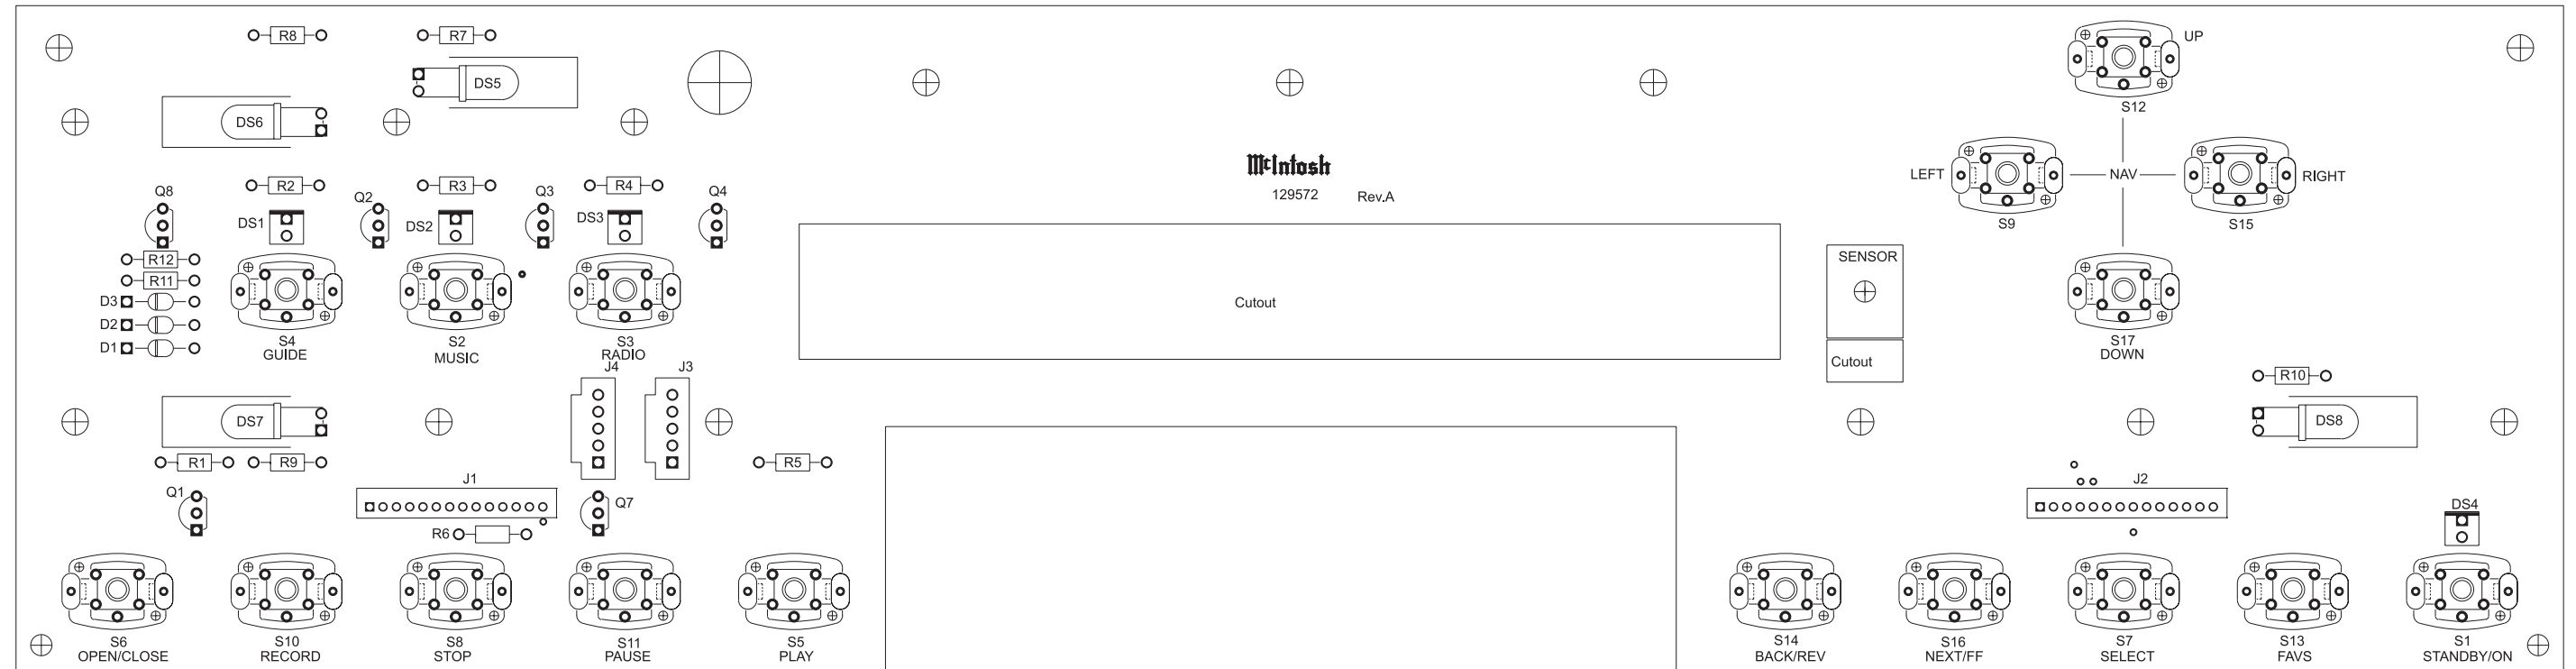 R8
R7
UP
DS5
DS6
S12
McIntosh
129572 Rev.A
LEFT
NAV
RIGHT
S9
S15
Q8
R2
Q2
R3
Q3
R4
Q4
DS1
DS2
DS3
R12
R11
D3
D2
D1
S4
GUIDE
S2
MUSIC
S3
RADIO
Cutout
SENSOR
Cutout
S17
DOWN
J4
J3
R10
DS7
DS8
R1
R9
R5
J1
J2
Q1
Q7
R6
DS4
S6
OPEN/CLOSE
S10
RECORD
S8
STOP
S11
PAUSE
S5
PLAY
S14
BACK/REV
S16
NEXT/FF
S7
SELECT
S13
FAVS
S1
STANDBY/ON